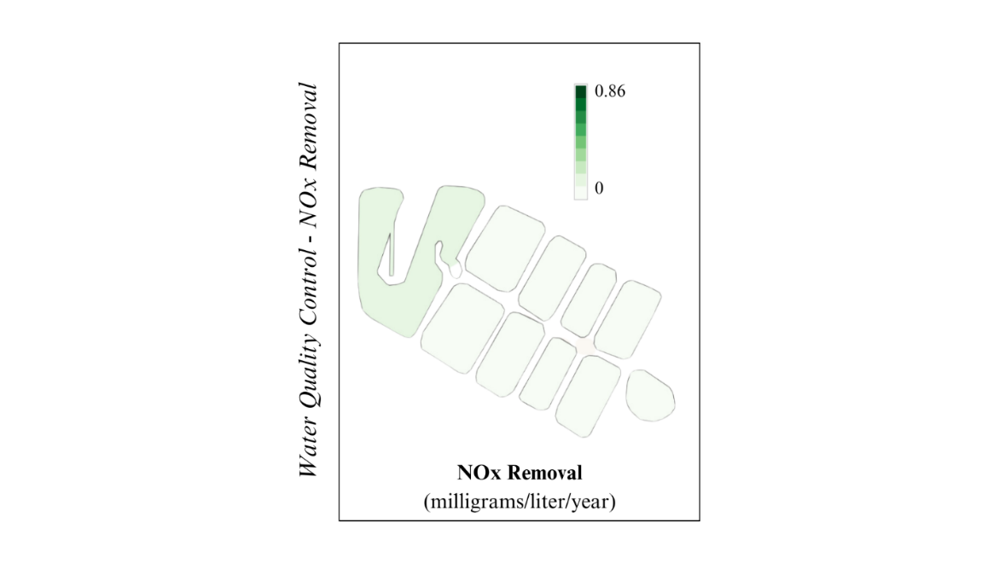 Water Quality Control - NOx Removal
0.86
0
NOx Removal
(milligrams/liter/year)